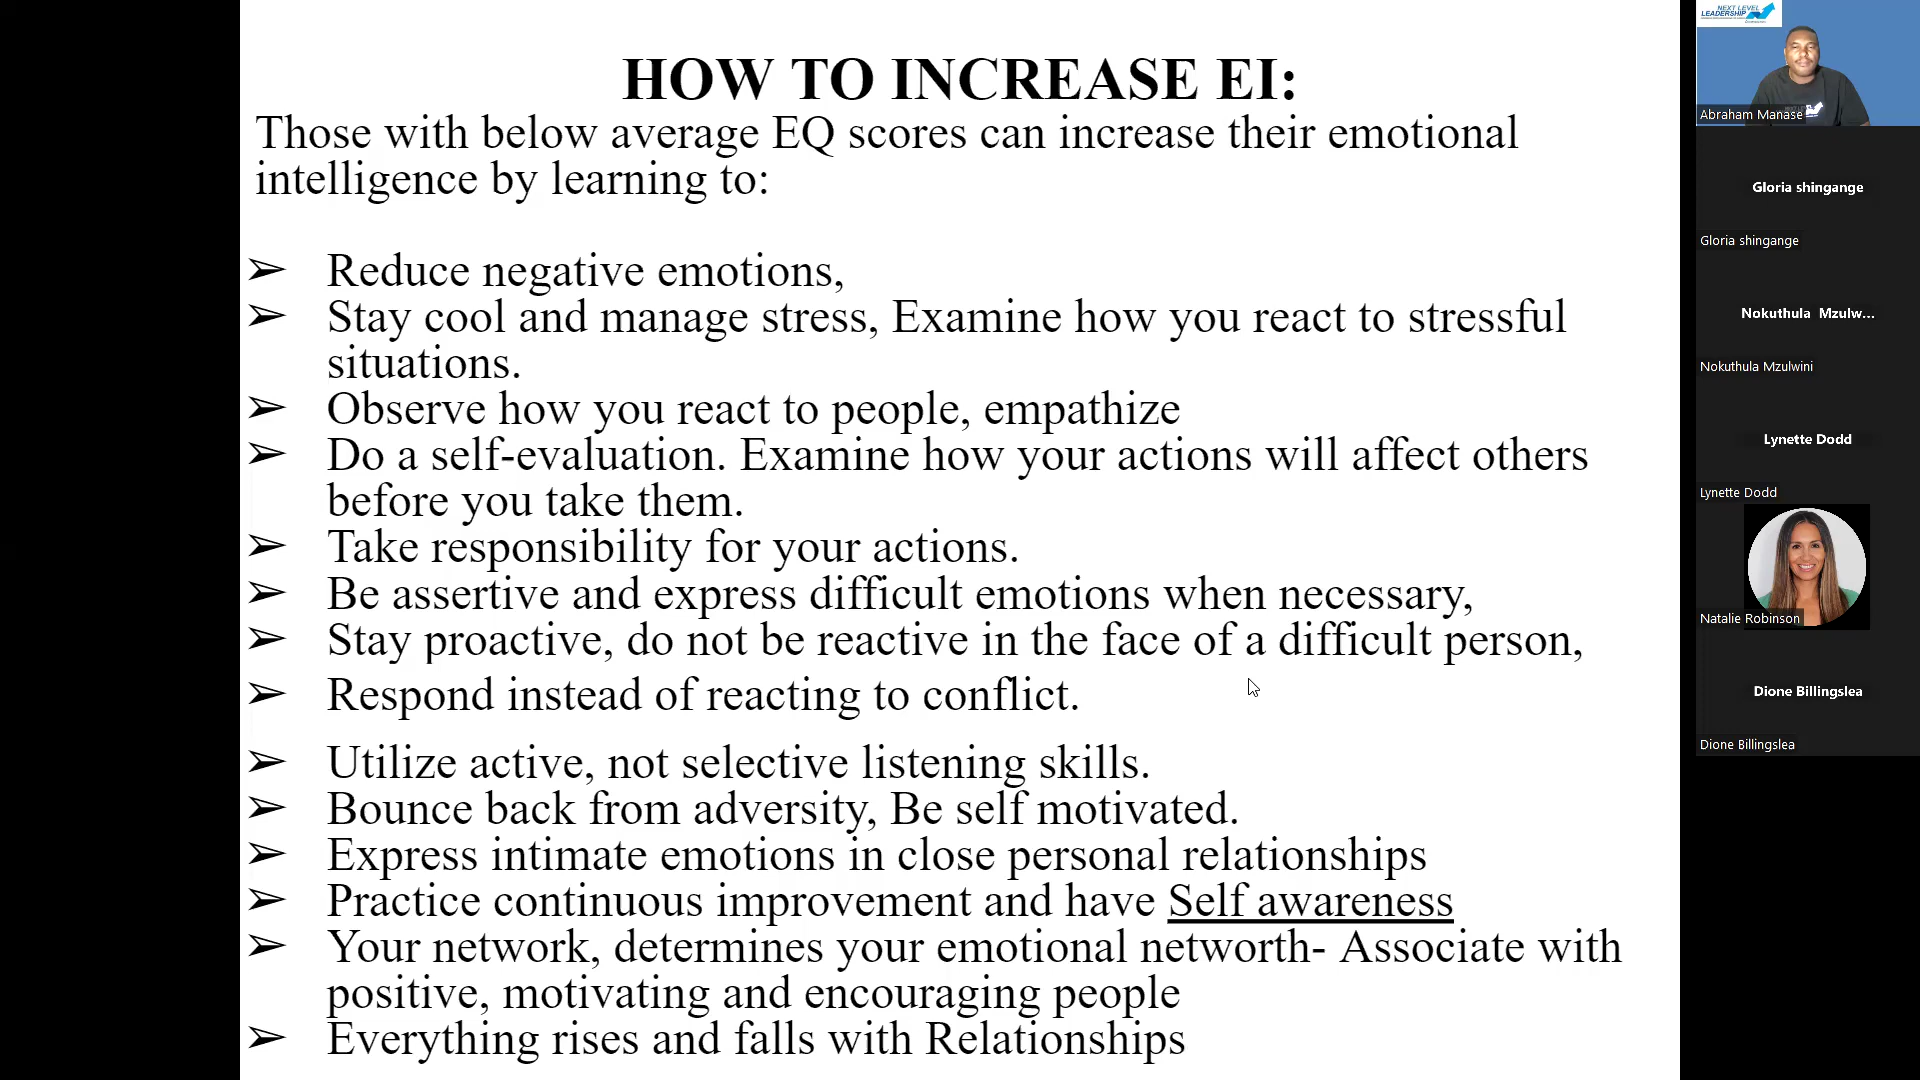 HOW TO INCREASE EI:
Those with below average EQ scores can increase their emotional
intelligence by learning to:
➢ Reduce negative emotions,
➢ Stay cool and manage stress, Examine how you react to stressful
situations.
➢ Observe how you react to people, empathize
➢ Do a self-evaluation. Examine how your actions will affect others
before you take them.
➢ Take responsibility for your actions.
➢ Be assertive and express difficult emotions when necessary,
➢ Stay proactive, do not be reactive in the face of a difficult person,
➢ Respond instead of reacting to conflict.
➢ Utilize active, not selective listening skills.
➢ Bounce back from adversity, Be self motivated.
➢ Express intimate emotions in close personal relationships
➢ Practice continuous improvement and have Self awareness
➢ Your network, determines your emotional networth- Associate with
positive, motivating and encouraging people
➢ Everything rises and falls with Relationships
NEXT LEVEL
LEADERSHIP
Abraham Manase
Gloria shingange
Gloria shingange
Nokuthula Mzulw...
Nokuthula Mzulwini
Lynette Dodd
Lynette Dodd
Natalie Robinson
Dione Billingslea
Dione Billingslea